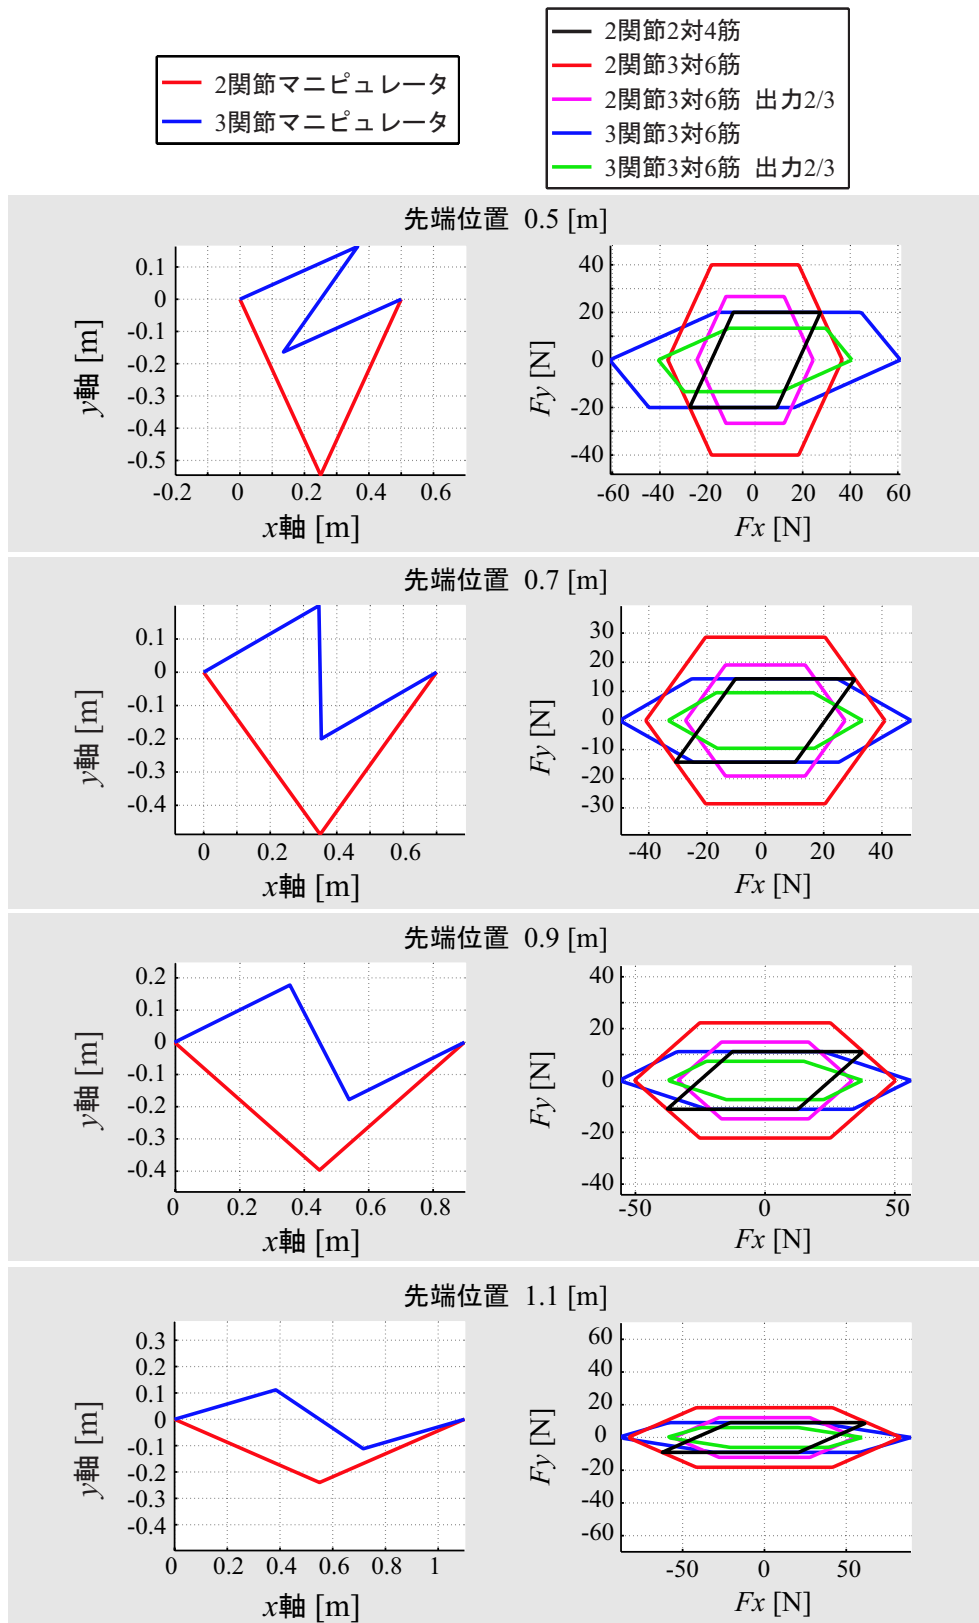 2関節マニピュレータ
3関節マニピュレータ
2関節2対4筋
2関節3対6筋
2関節3対6筋 出力2/3
3関節3対6筋
3関節3対6筋 出力2/3
先端位置 0.5 [m]
0.1
0
-0.1
-0.2
-0.3
-0.4
-0.5
y軸 [m]
-0.2 0 0.2 0.4 0.6
x軸 [m]
40
20
0
-20
-40
Fy [N]
-60 -40 -20 0 20 40 60
Fx [N]
先端位置 0.7 [m]
0.1
0
-0.1
-0.2
-0.3
-0.4
y軸 [m]
0 0.2 0.4 0.6
x軸 [m]
30
20
10
0
-10
-20
-30
Fy [N]
-40 -20 0 20 40
Fx [N]
先端位置 0.9 [m]
0.2
0.1
0
-0.1
-0.2
-0.3
-0.4
y軸 [m]
0 0.2 0.4 0.6 0.8
x軸 [m]
40
20
0
-20
-40
Fy [N]
-50 0 50
Fx [N]
先端位置 1.1 [m]
0.3
0.2
0.1
0
-0.1
-0.2
-0.3
-0.4
y軸 [m]
0 0.2 0.4 0.6 0.8 1
x軸 [m]
60
40
20
0
-20
-40
-60
Fy [N]
-50 0 50
Fx [N]